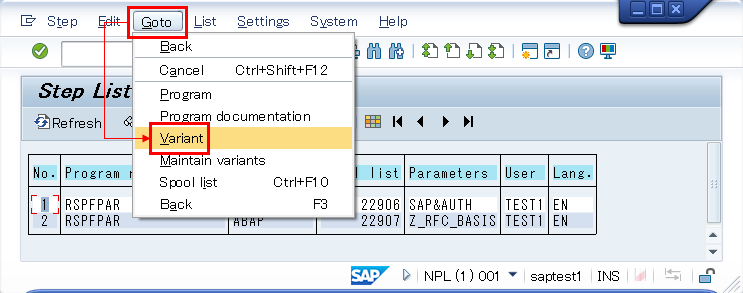 Step Edit Goto List Settings System Help
Back
Cancel Ctrl+Shift+F12
Program
Program documentation
Variant
Maintain variants
Spool list Ctrl+F10
Back F3
Step List
Refresh
No. Program n list Parameters User Lang.
1 RSPFPAR 22906 SAP&AUTH TEST1 EN
2 RSPFPAR ABAP 22907 Z_RFC_BASIS TEST1 EN
SAP NPL (1) 001 saptest1 INS